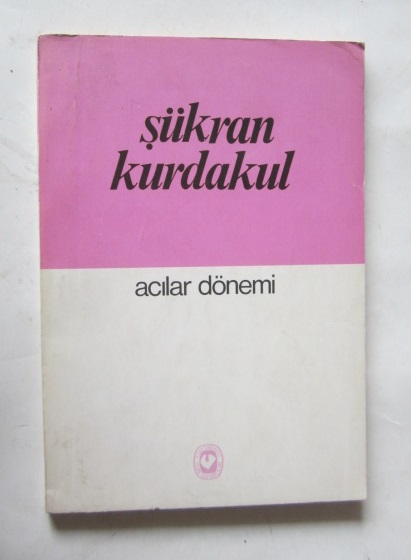 şükran
kurdakul
acılar dönemi